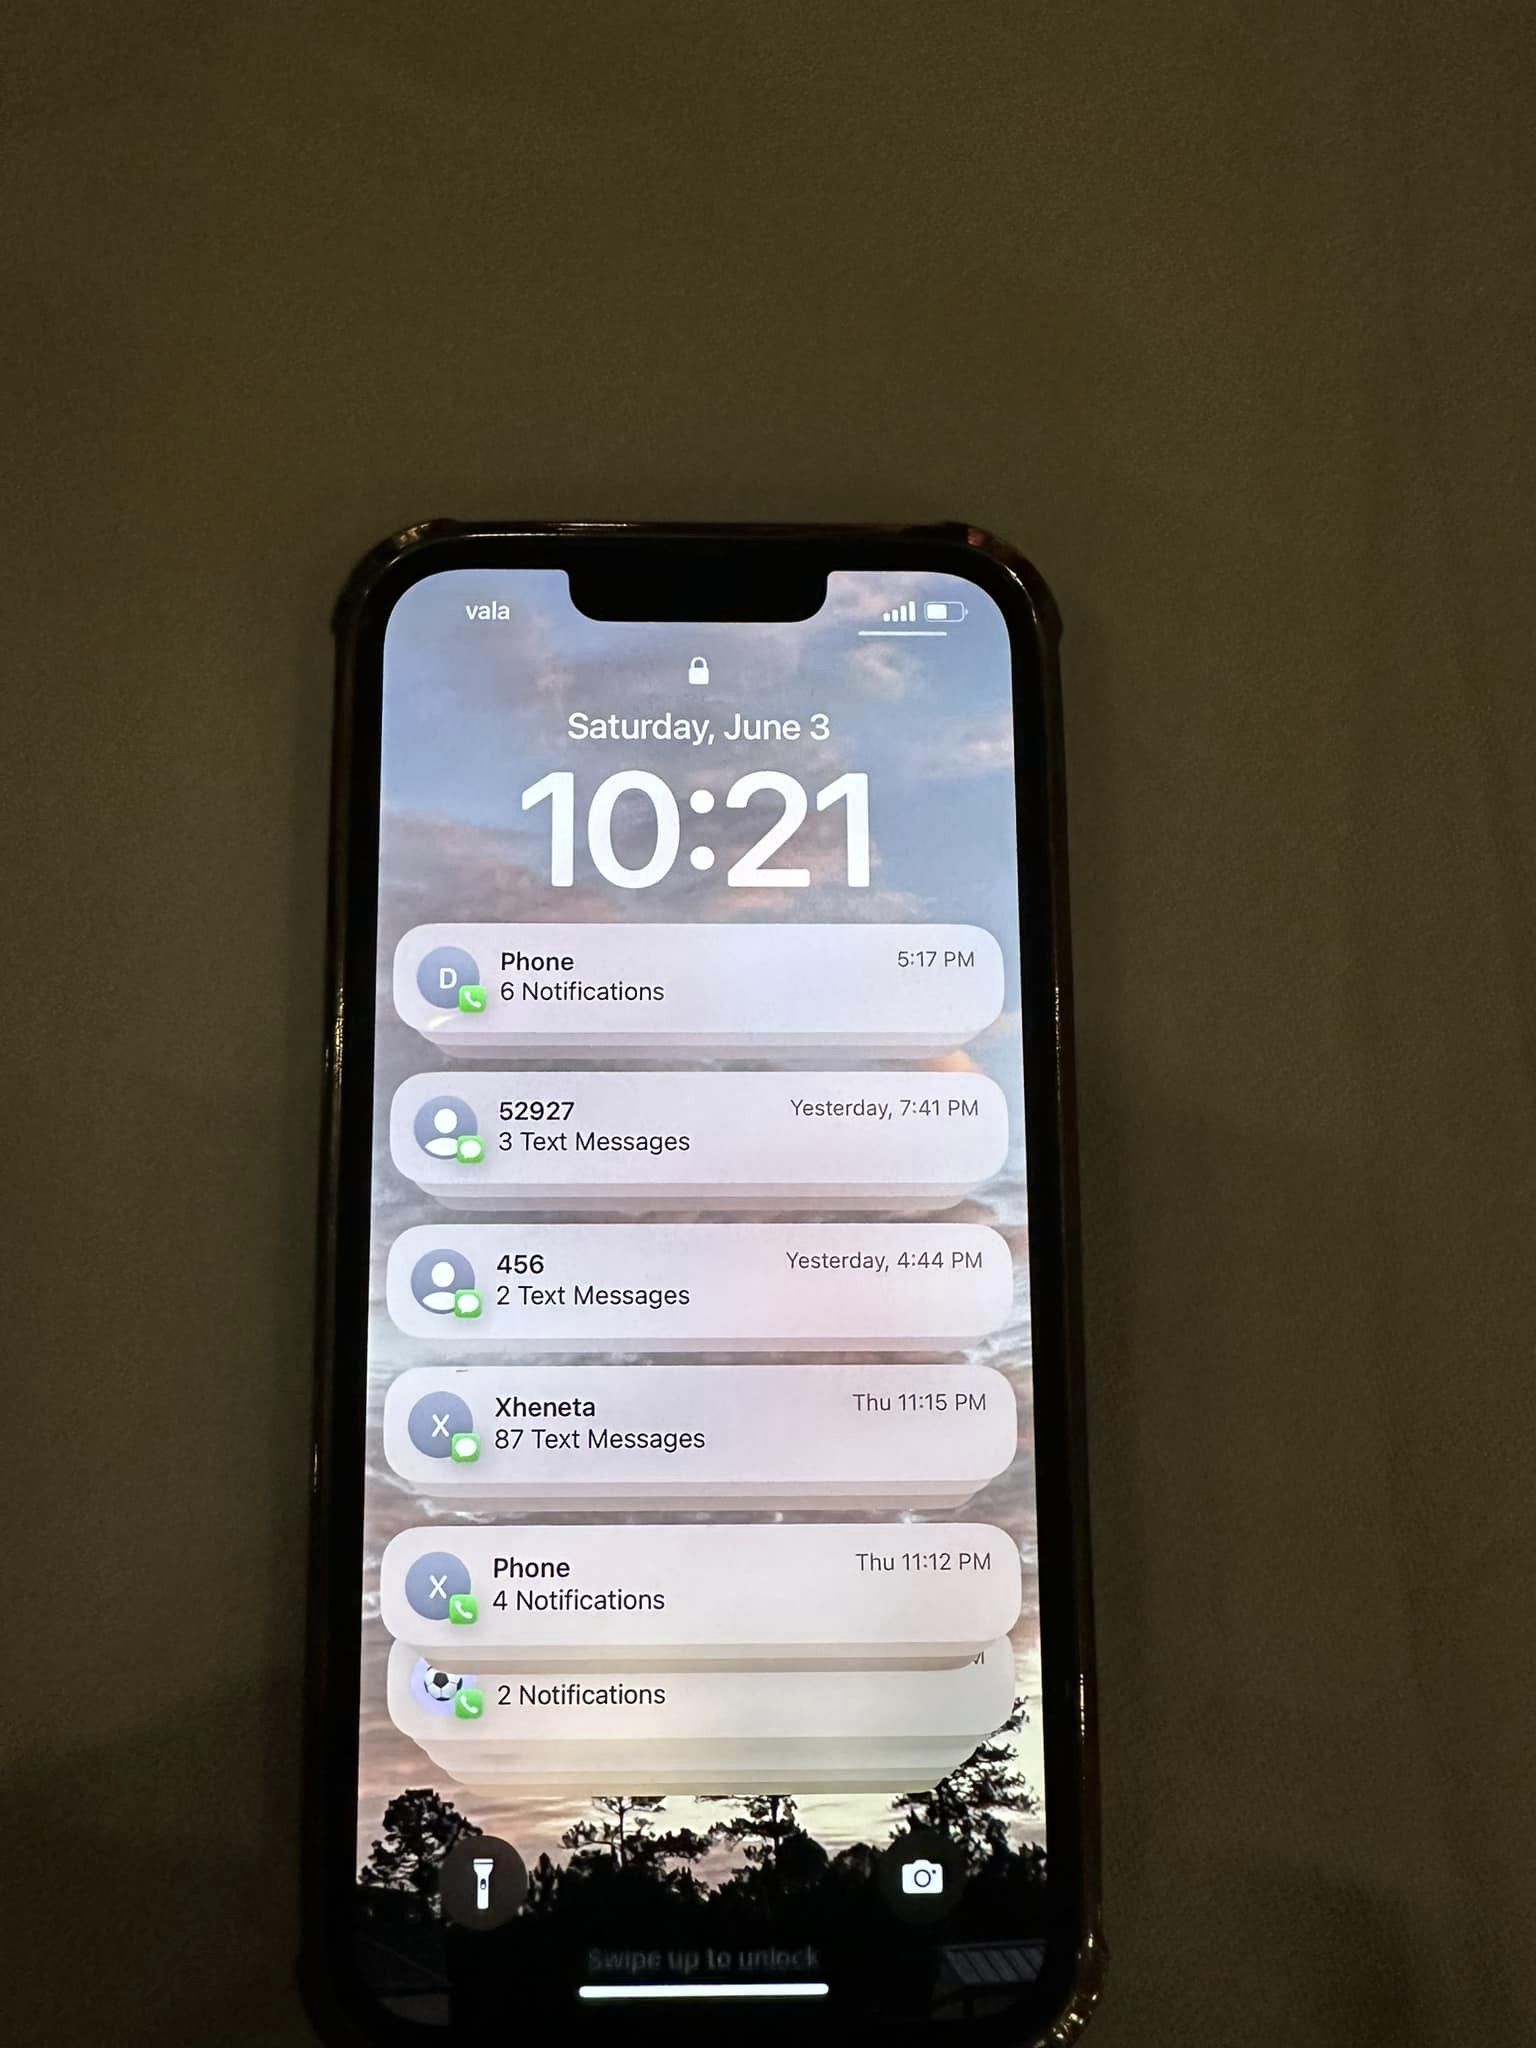 vala
Saturday, June 3
10:21
D
Phone
5:17 PM
6 Notifications
52927
Yesterday, 7:41 PM
3 Text Messages
456
Yesterday, 4:44 PM
2 Text Messages
X
Xheneta
Thu 11:15 PM
87 Text Messages
X
Phone
Thu 11:12 PM
4 Notifications
2 Notifications
Swipe up to unlock